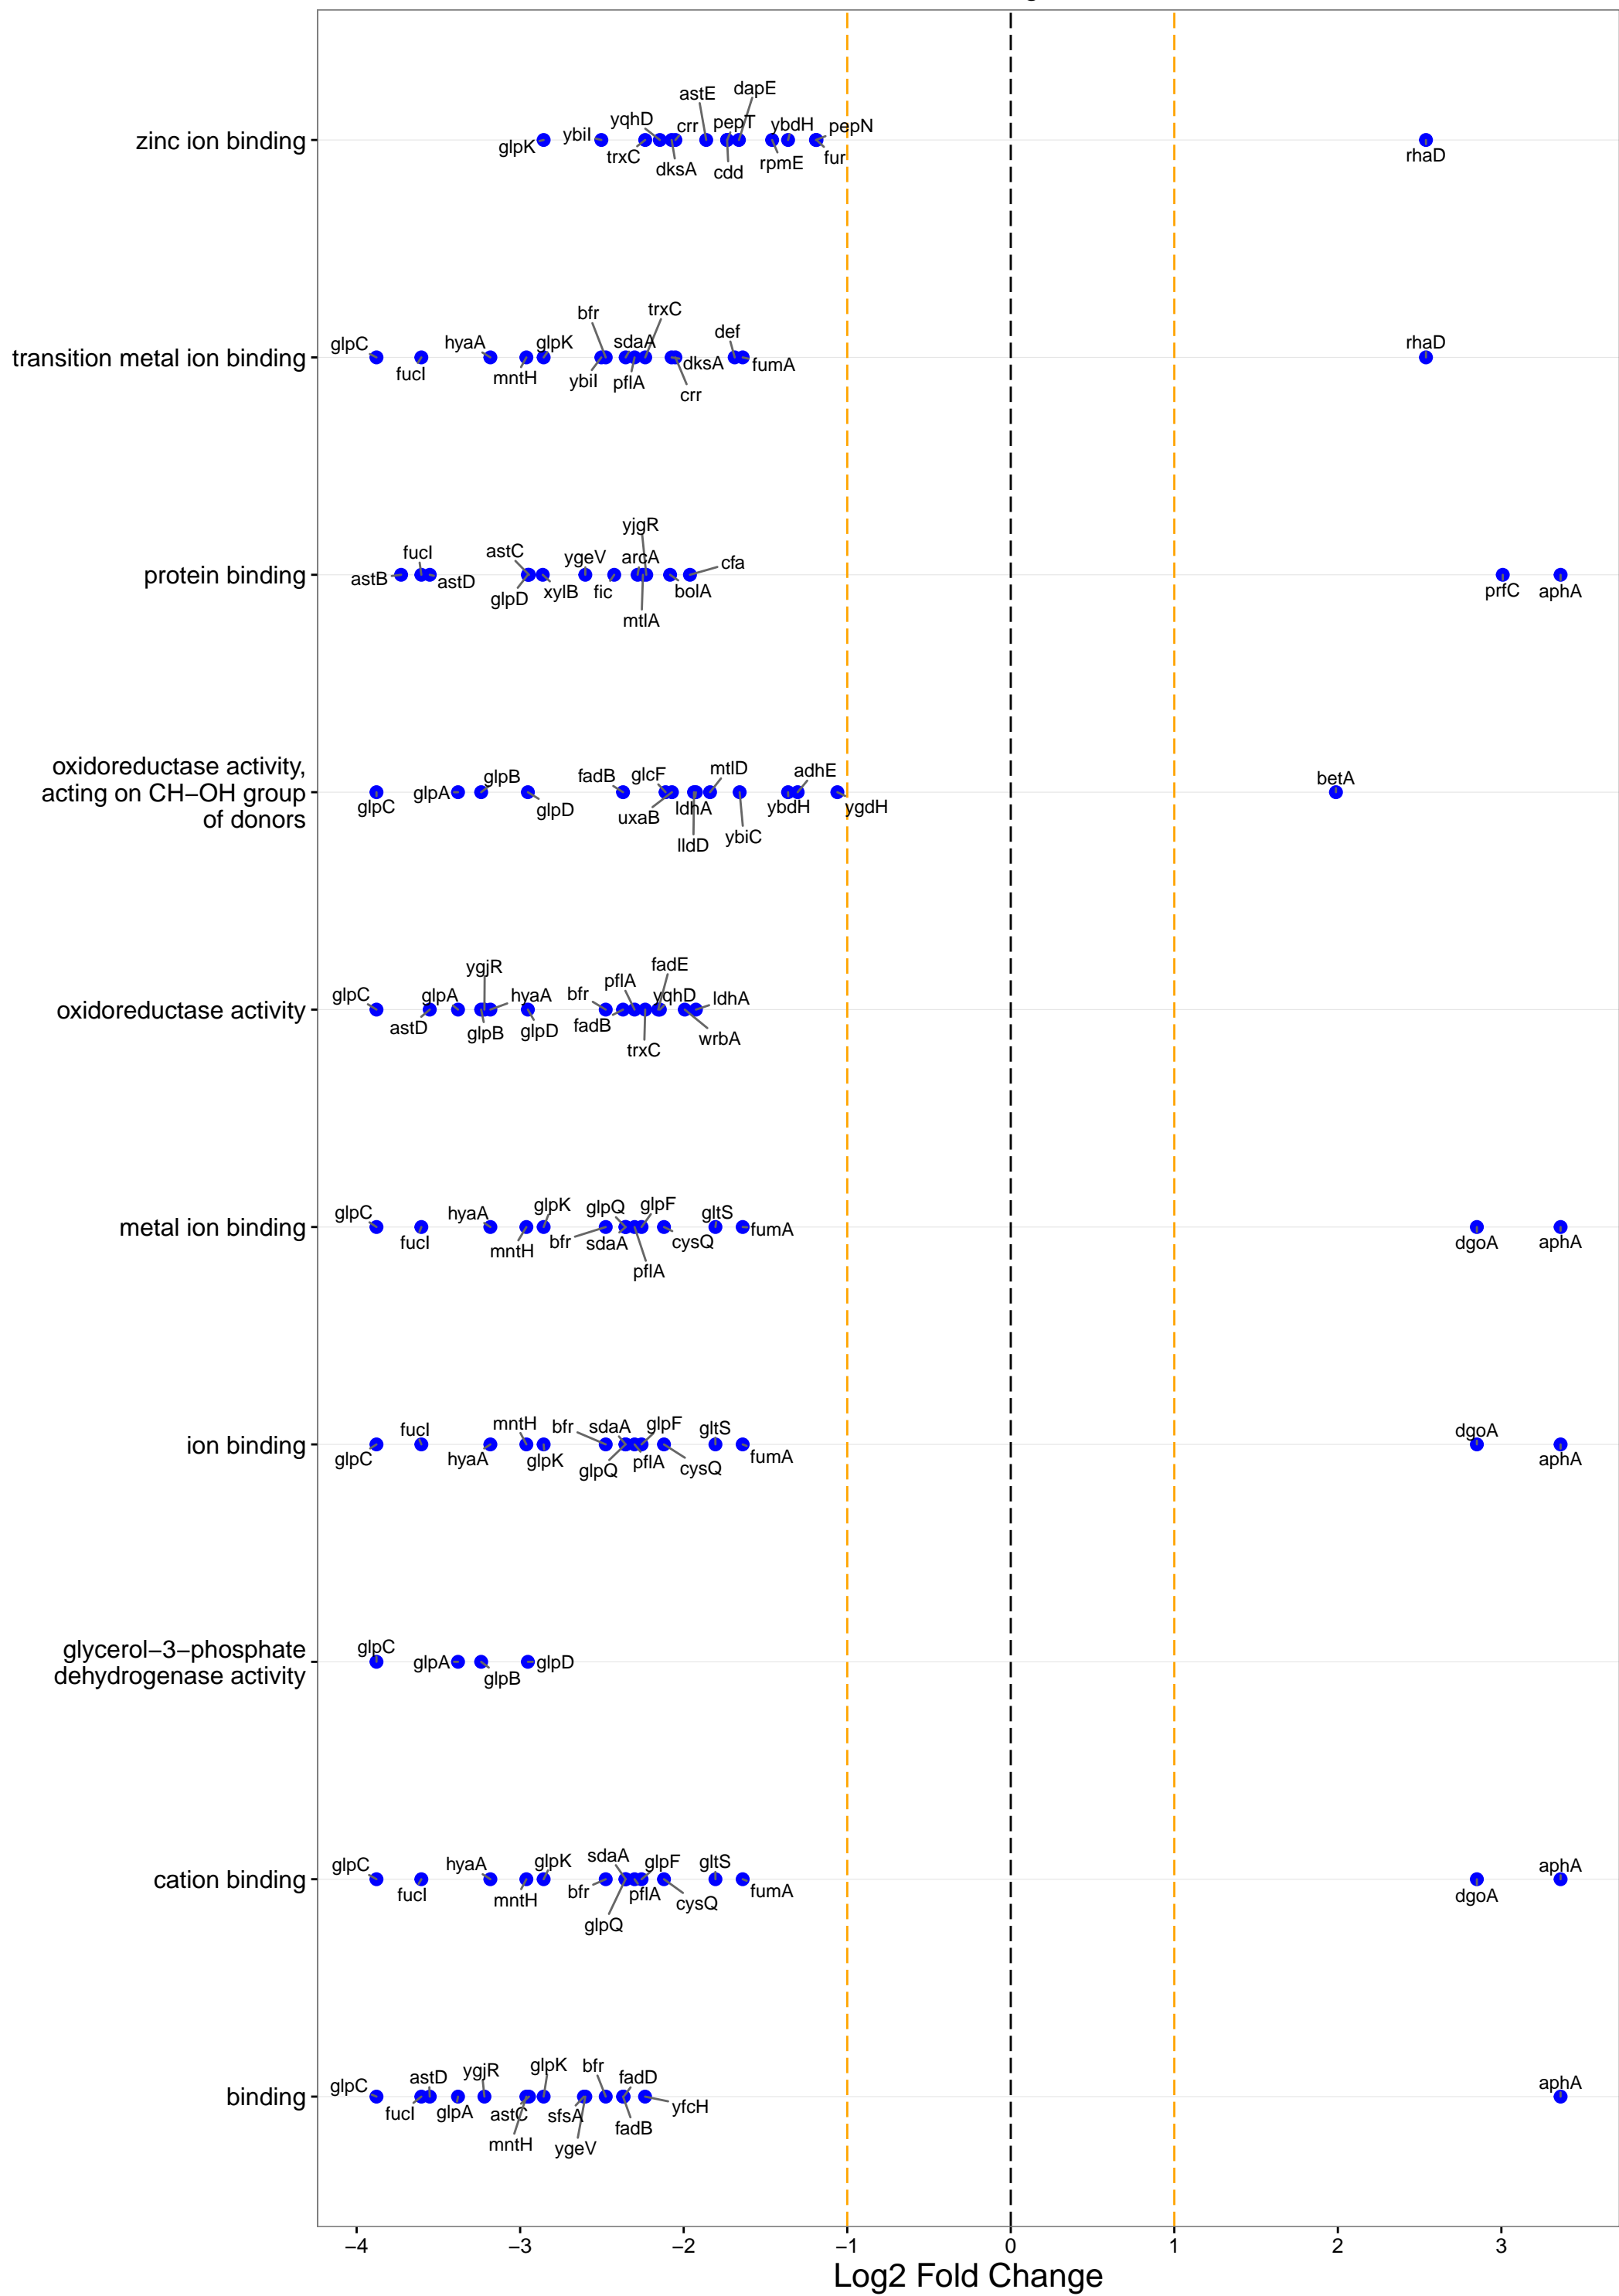 zinc ion binding
astE
dapE
yqhD
crr
pepT
ybdH
pepN
ybiI
glpK
trxC
dksA
cdd
rpmE
fur
rhaD
transition metal ion binding
bfr
trxC
glpC
hyaA
glpK
sdaA
def
rhaD
fucI
mntH
ybiI
pflA
dksA
crr
fumA
protein binding
yjgR
fucI
astC
ygeV
arcA
cfa
astB
astD
glpD
xylB
fic
mtlA
bolA
prfC
aphA
oxidoreductase activity,
acting on CH−OH group
of donors
glpB
fadB
glcF
mtlD
adhE
betA
glpC
glpA
glpD
uxaB
ldhA
lldD
ybiC
ybdH
ygdH
oxidoreductase activity
ygjR
fadE
pflA
glpC
glpA
hyaA
bfr
yqhD
ldhA
astD
glpB
glpD
fadB
trxC
wrbA
metal ion binding
glpC
hyaA
glpK
glpQ
glpF
gltS
fucI
mntH
bfr
sdaA
pflA
cysQ
fumA
dgoA
aphA
ion binding
fucI
mntH
bfr
sdaA
glpF
gltS
dgoA
glpC
hyaA
glpK
glpQ
pflA
cysQ
fumA
aphA
glycerol−3−phosphate
dehydrogenase activity
glpC
glpA
glpB
glpD
cation binding
glpC
hyaA
glpK
sdaA
glpF
gltS
aphA
fucI
mntH
bfr
glpQ
pflA
cysQ
fumA
dgoA
binding
glpC
astD
ygjR
glpK
bfr
fadD
aphA
fucI
glpA
astC
mntH
sfsA
ygeV
fadB
yfcH
−4
−3
−2
−1
0
1
2
3
Log2 Fold Change